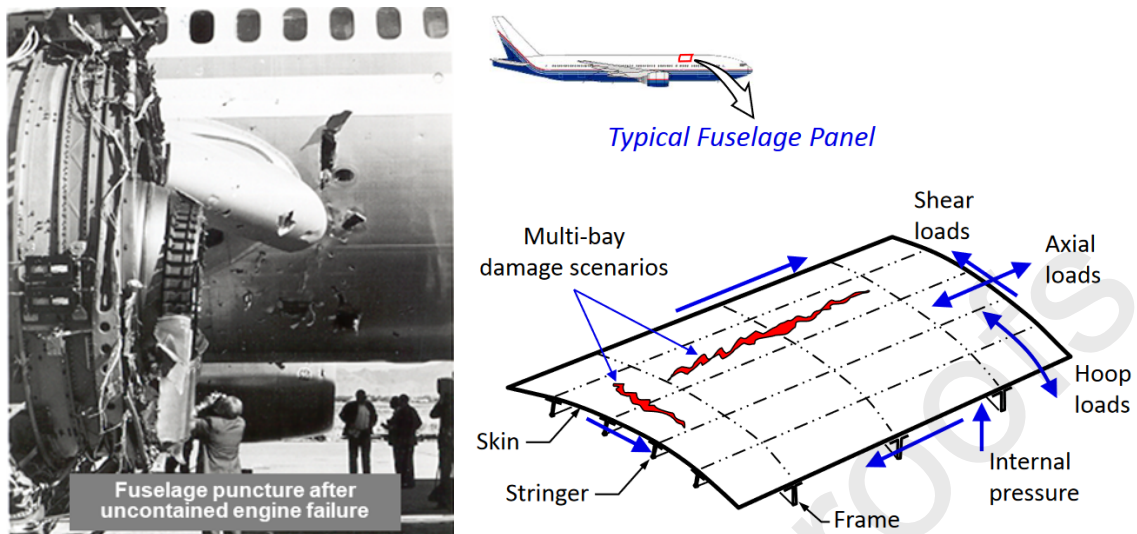 Fuselage puncture after
uncontained engine failure
Typical Fuselage Panel
Multi-bay
damage scenarios
Shear
loads
Axial
loads
Hoop
loads
Skin
Stringer
Frame
Internal
pressure